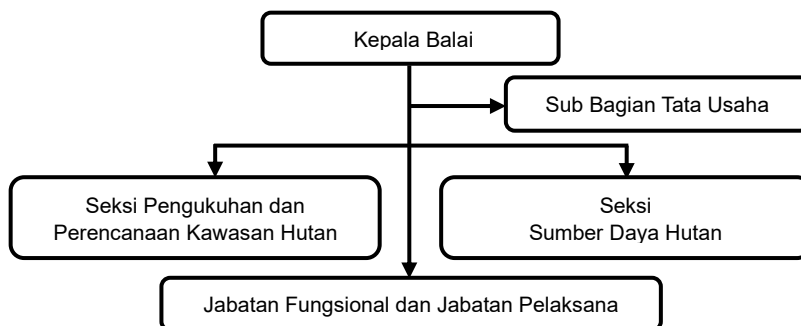 Kepala Balai
Sub Bagian Tata Usaha
Seksi Pengukuhan dan
Perencanaan Kawasan Hutan
Seksi
Sumber Daya Hutan
Jabatan Fungsional dan Jabatan Pelaksana